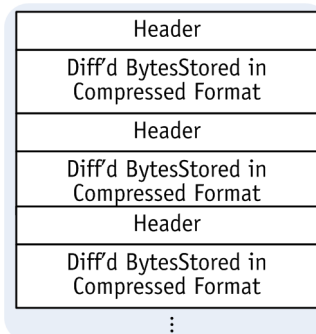 Header
Diff'd BytesStored in
Compressed Format
Header
Diff'd BytesStored in
Compressed Format
Header
Diff'd BytesStored in
Compressed Format
⋮